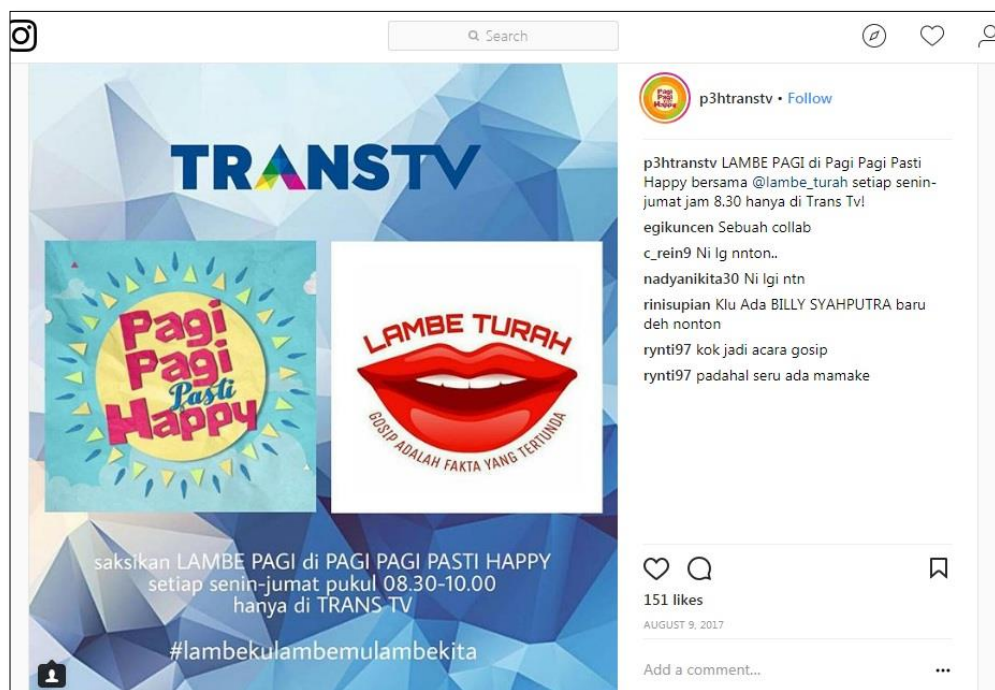 Search
TRANSTV
Pagi
Pagi
Pasti
Happy
LAMBE TURAH
GOSIP ADALAH FAKTA YANG TERTUNDA
saksikan LAMBE PAGI di PAGI PAGI PASTI HAPPY
setiap senin-jumat pukul 08.30-10.00
hanya di TRANS TV
#lambekulambemulambekita
Pagi
Pagi
Happy
p3htranstv • Follow
p3htranstv LAMBE PAGI di Pagi Pagi Pasti
Happy bersama @lambe_turah setiap senin-
jumat jam 8.30 hanya di Trans Tv!
egikuncen Sebuah collab
c_rein9 Ni lg nnton..
nadyanikita30 Ni lgi ntn
rinisupian Klu Ada BILLY SYAHPUTRA baru
deh nonton
rynti97 kok jadi acara gosip
rynti97 padahal seru ada mamake
151 likes
AUGUST 9, 2017
Add a comment...